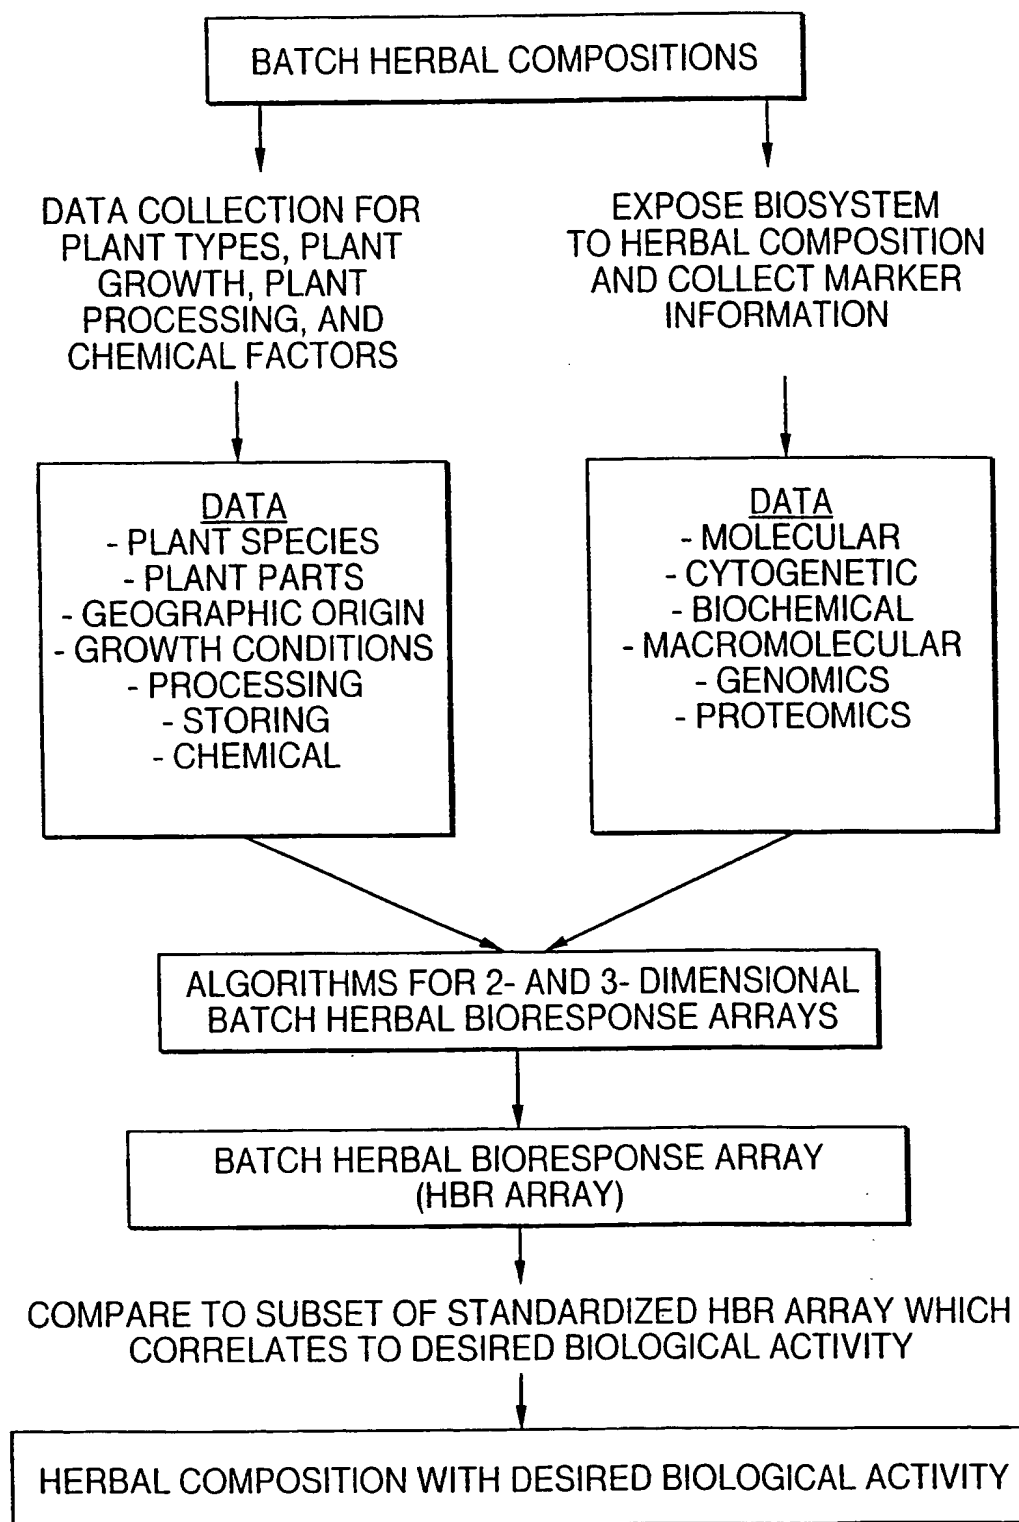 BATCH HERBAL COMPOSITIONS
DATA COLLECTION FOR
PLANT TYPES, PLANT
GROWTH, PLANT
PROCESSING, AND
CHEMICAL FACTORS
EXPOSE BIOSYSTEM
TO HERBAL COMPOSITION
AND COLLECT MARKER
INFORMATION
DATA
- PLANT SPECIES
- PLANT PARTS
- GEOGRAPHIC ORIGIN
- GROWTH CONDITIONS
- PROCESSING
- STORING
- CHEMICAL
DATA
- MOLECULAR
- CYTOGENETIC
- BIOCHEMICAL
- MACROMOLECULAR
- GENOMICS
- PROTEOMICS
ALGORITHMS FOR 2- AND 3- DIMENSIONAL
BATCH HERBAL BIORESPONSE ARRAYS
BATCH HERBAL BIORESPONSE ARRAY
(HBR ARRAY)
COMPARE TO SUBSET OF STANDARDIZED HBR ARRAY WHICH
CORRELATES TO DESIRED BIOLOGICAL ACTIVITY
HERBAL COMPOSITION WITH DESIRED BIOLOGICAL ACTIVITY